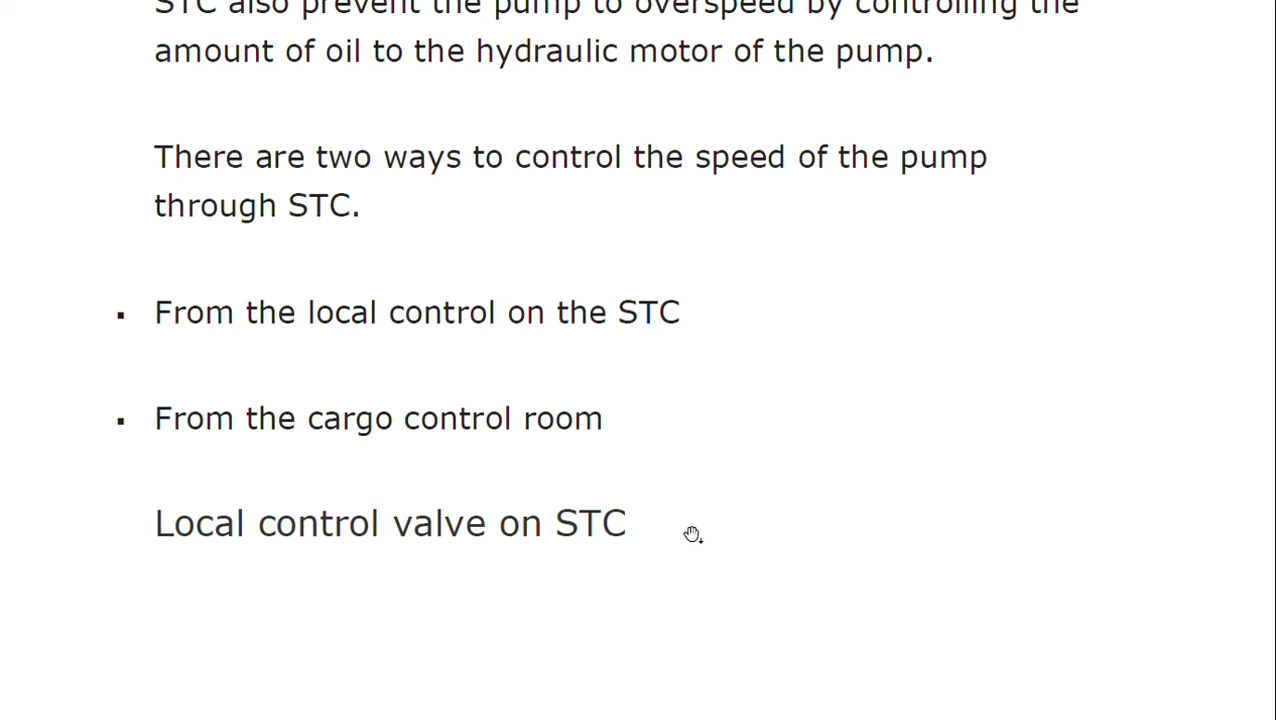 STC also prevent the pump to overspeed by controlling the
amount of oil to the hydraulic motor of the pump.
There are two ways to control the speed of the pump
through STC.
▪ From the local control on the STC
▪ From the cargo control room
Local control valve on STC